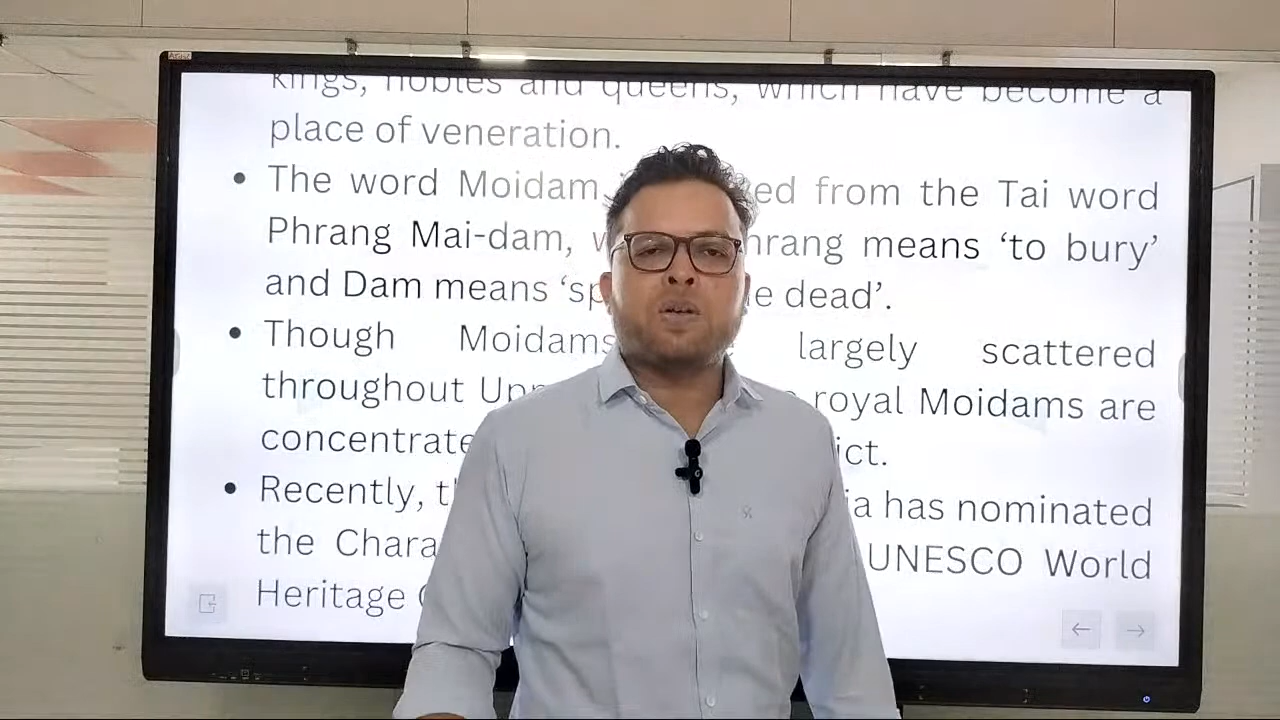 kings, nobles and queens, which have become a
place of veneration.
• The word Moidam ed from the Tai word
Phrang Mai-dam, hrang means ‘to bury’
and Dam means ‘sp e dead’.
• Though Moidams largely scattered
throughout Upp royal Moidams are
concentrate ict.
• Recently, t a has nominated
the Chara UNESCO World
Heritage